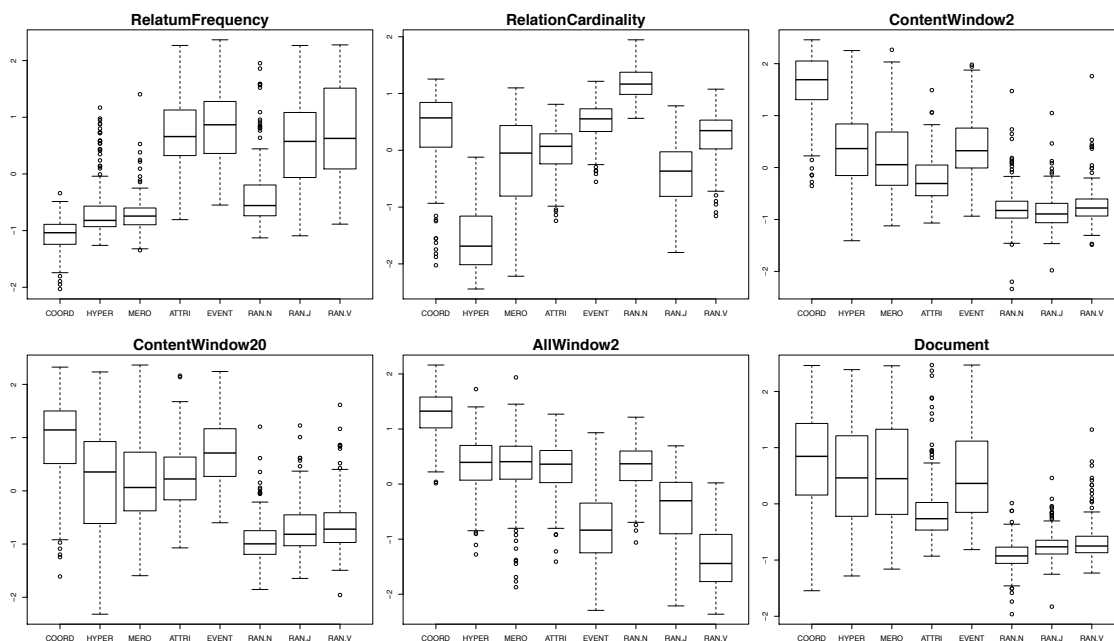 RelatumFrequency
2
1
0
-1
-2
COORD HYPER MERO ATTRI EVENT RAN.N RAN.J RAN.V
RelationCardinality
2
1
0
-1
-2
COORD HYPER MERO ATTRI EVENT RAN.N RAN.J RAN.V
ContentWindow2
2
1
0
-1
-2
COORD HYPER MERO ATTRI EVENT RAN.N RAN.J RAN.V
ContentWindow20
2
1
0
-1
-2
COORD HYPER MERO ATTRI EVENT RAN.N RAN.J RAN.V
AllWindow2
2
1
0
-1
-2
COORD HYPER MERO ATTRI EVENT RAN.N RAN.J RAN.V
Document
2
1
0
-1
-2
COORD HYPER MERO ATTRI EVENT RAN.N RAN.J RAN.V